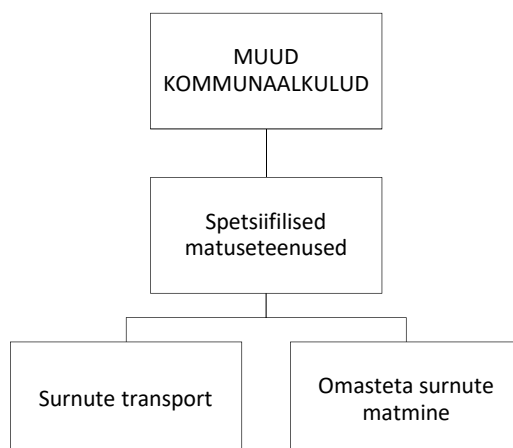 MUUD
KOMMUNAALKULUD
Spetsiifilised
matuseteenused
Surnute transport
Omasteta surnute
matmine